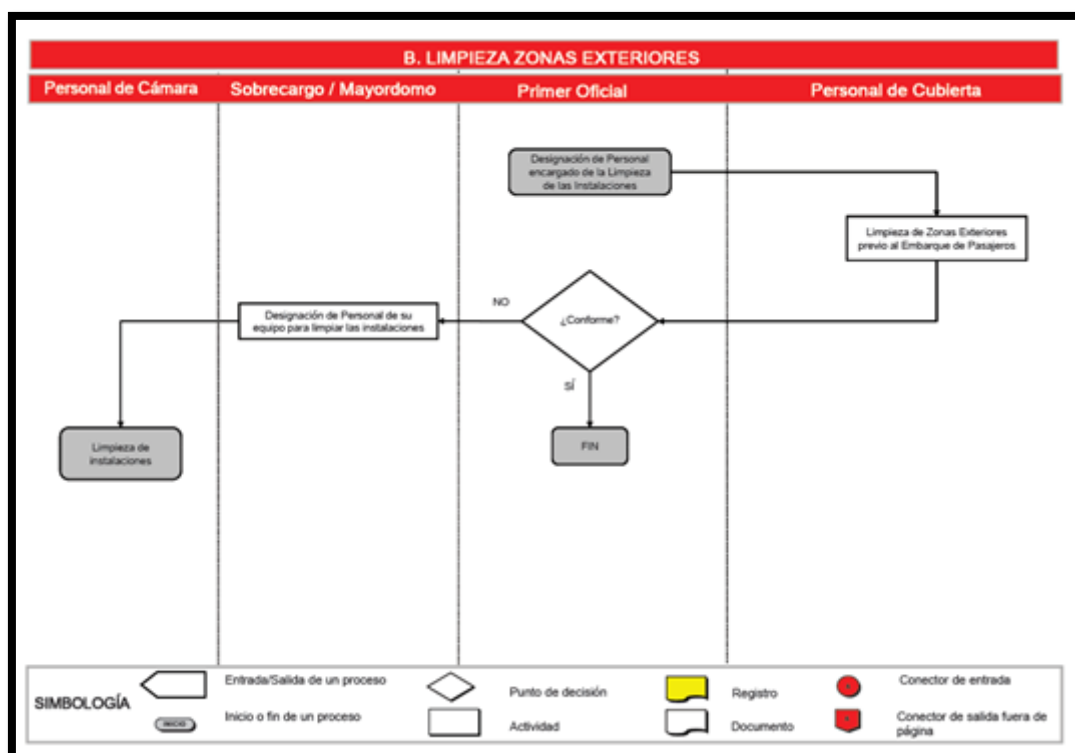 B. LIMPIEZA ZONAS EXTERIORES
Personal de Cámara
Sobrecargo / Mayordomo
Primer Oficial
Personal de Cubierta
Designación de Personal
encargado de la Limpieza
de las Instalaciones
Limpieza de Zonas Exteriores
previo al Embarque de Pasajeros
¿Conforme?
NO
Designación de Personal de su
equipo para limpiar las instalaciones
SÍ
Limpieza de
instalaciones
FIN
SIMBOLOGÍA
Entrada/Salida de un proceso
INICIO
Inicio o fin de un proceso
Punto de decisión
Actividad
Registro
Documento
Conector de entrada
Conector de salida fuera de
página